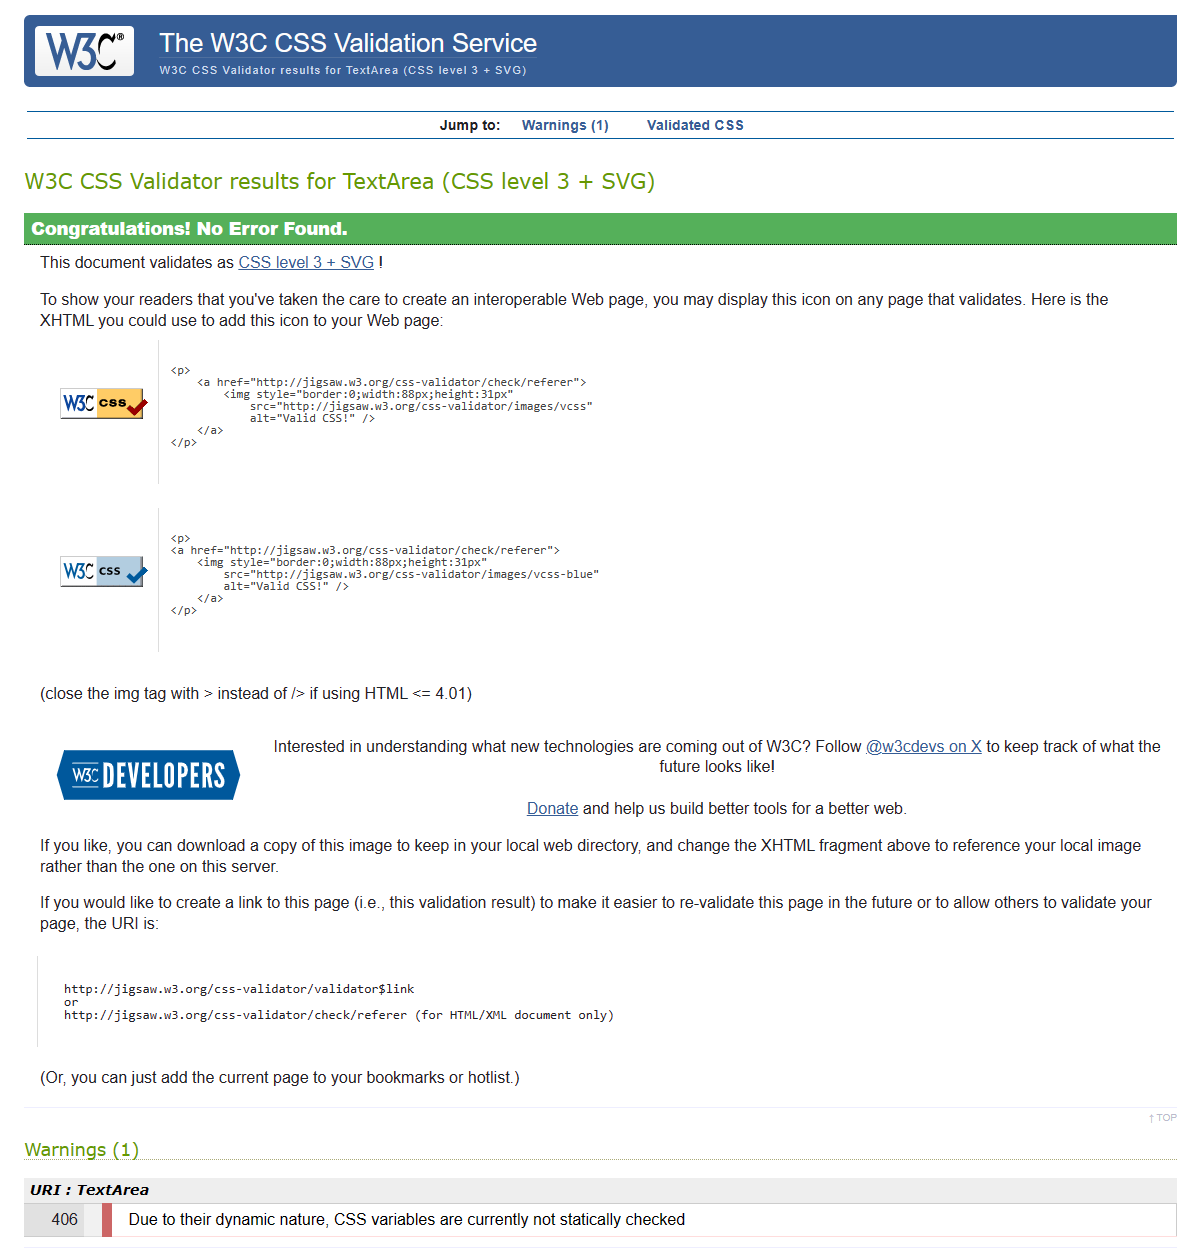 W3C®
The W3C CSS Validation Service
W3C CSS Validator results for TextArea (CSS level 3 + SVG)
Jump to: Warnings (1) Validated CSS
W3C CSS Validator results for TextArea (CSS level 3 + SVG)
Congratulations! No Error Found.
This document validates as CSS level 3 + SVG !
To show your readers that you've taken the care to create an interoperable Web page, you may display this icon on any page that validates. Here is the
XHTML you could use to add this icon to your Web page:
W3C css
<p>
<a href="http://jigsaw.w3.org/css-validator/check/referer">
<img style="border:0;width:88px;height:31px"
src="http://jigsaw.w3.org/css-validator/images/vcss"
alt="Valid CSS!" />
</a>
</p>
W3C css
<p>
<a href="http://jigsaw.w3.org/css-validator/check/referer">
<img style="border:0;width:88px;height:31px"
src="http://jigsaw.w3.org/css-validator/images/vcss-blue"
alt="Valid CSS!" />
</a>
</p>
(close the img tag with > instead of /> if using HTML <= 4.01)
W3C DEVELOPERS
Interested in understanding what new technologies are coming out of W3C? Follow @w3cdevs on X to keep track of what the
future looks like!
Donate and help us build better tools for a better web.
If you like, you can download a copy of this image to keep in your local web directory, and change the XHTML fragment above to reference your local image
rather than the one on this server.
If you would like to create a link to this page (i.e., this validation result) to make it easier to re-validate this page in the future or to allow others to validate your
page, the URI is:
http://jigsaw.w3.org/css-validator/validator$link
or
http://jigsaw.w3.org/css-validator/check/referer (for HTML/XML document only)
(Or, you can just add the current page to your bookmarks or hotlist.)
↑ TOP
Warnings (1)
URI : TextArea
406 Due to their dynamic nature, CSS variables are currently not statically checked